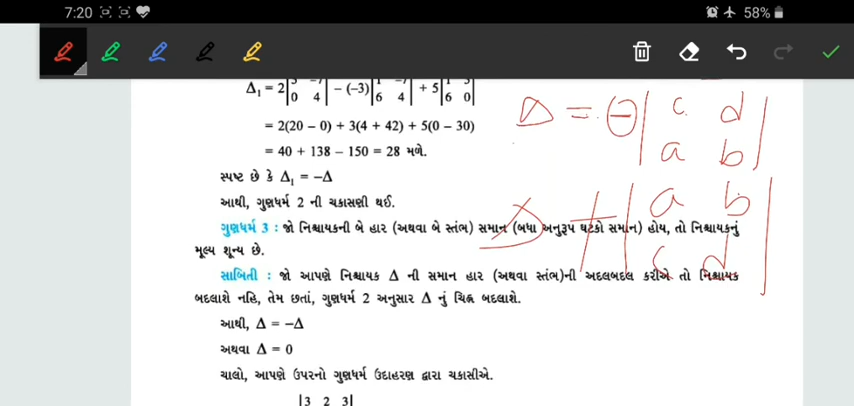 7:20
58%
Δ₁ = 2|5 −7; 0 4| − (−3)|1 −7; 6 4| + 5|1 5; 6 0|
= 2(20 − 0) + 3(4 + 42) + 5(0 − 30)
= 40 + 138 − 150 = 28 મળે.
સ્પષ્ટ છે કે Δ₁ = −Δ
આથી, ગુણધર્મ 2 ની ચકાસણી થઈ.
ગુણધર્મ 3 : જો નિશ્ચાયકની બે હાર (અથવા બે સ્તંભ) સમાન (બધા અનુરૂપ ઘટકો સમાન) હોય, તો નિશ્ચાયકનું
મૂલ્ય શૂન્ય છે.
સાબિતી : જો આપણે નિશ્ચાયક Δ ની સમાન હાર (અથવા સ્તંભ)ની અદલબદલ કરીએ તો નિશ્ચાયક
બદલાશે નહિ, તેમ છતાં, ગુણધર્મ 2 અનુસાર Δ નું ચિહ્ન બદલાશે.
આથી, Δ = −Δ
અથવા Δ = 0
ચાલો, આપણે ઉપરનો ગુણધર્મ ઉદાહરણ દ્વારા ચકાસીએ.
|3 2 3|
Δ = −|c d
a b|
Δ
|a b
c d|